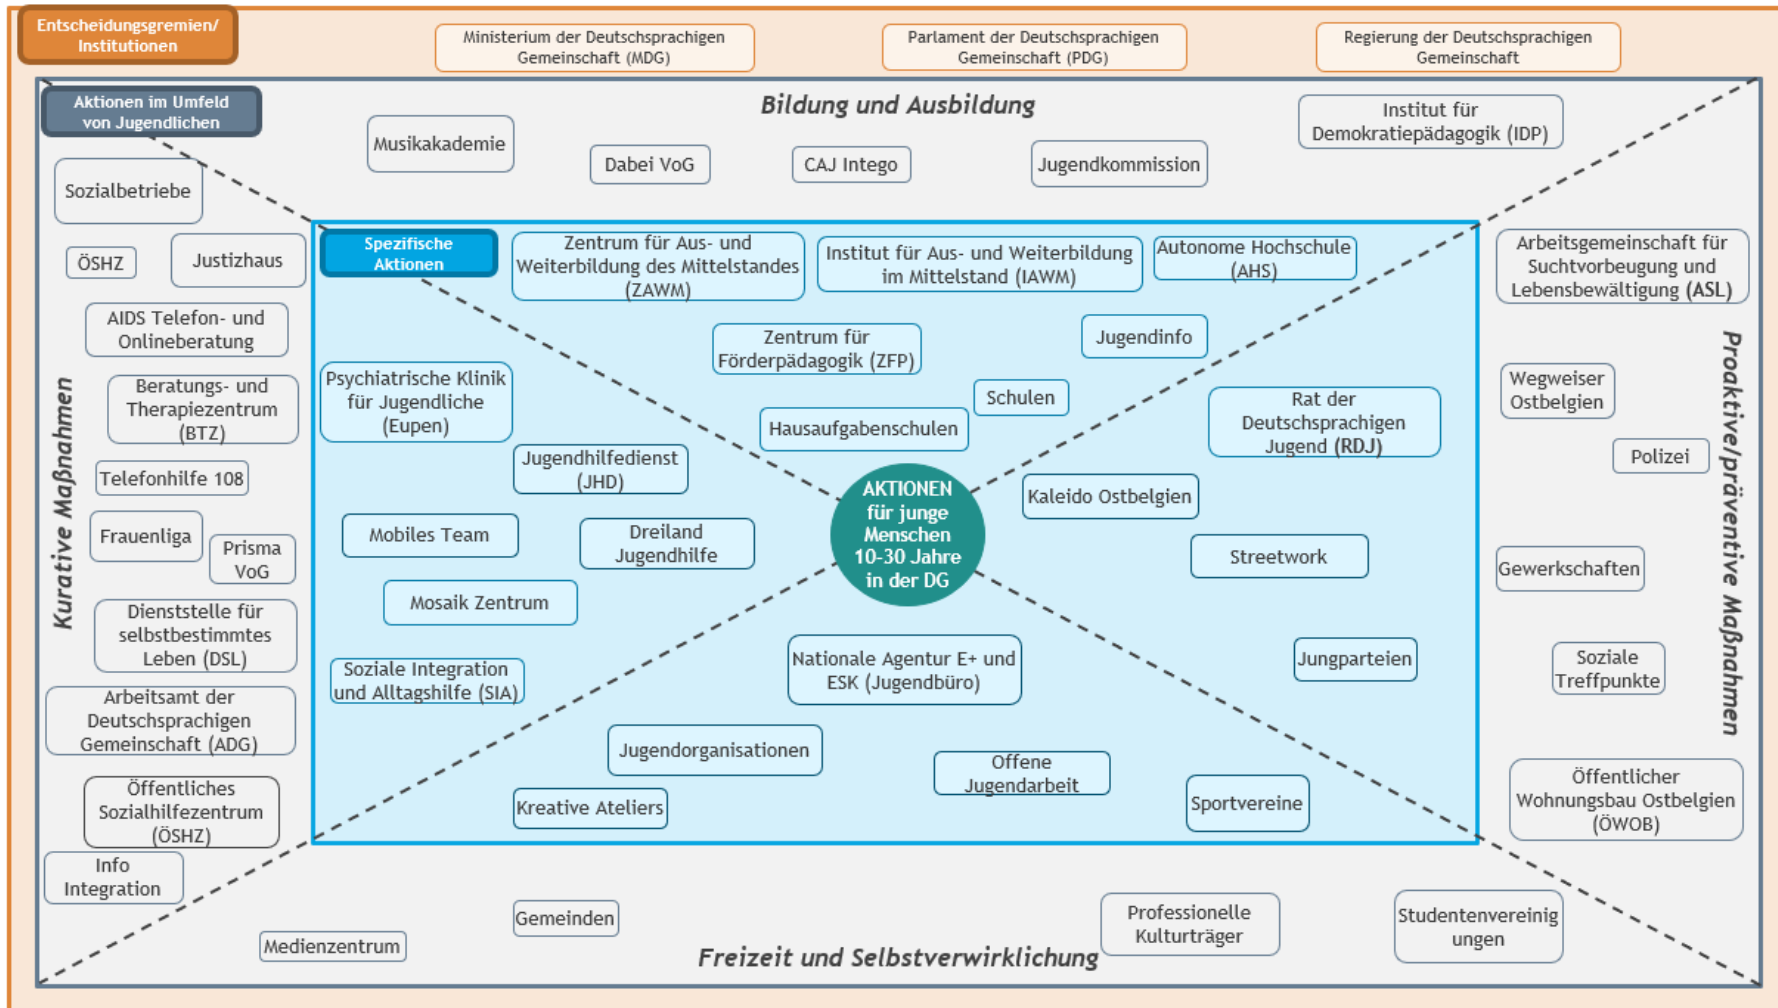 Entscheidungsgremien/
Institutionen
Ministerium der Deutschsprachigen
Gemeinschaft (MDG)
Parlament der Deutschsprachigen
Gemeinschaft (PDG)
Regierung der Deutschsprachigen
Gemeinschaft
Aktionen im Umfeld
von Jugendlichen
Bildung und Ausbildung
Musikakademie
Dabei VoG
CAJ Intego
Jugendkommission
Institut für
Demokratiepädagogik (IDP)
Kurative Maßnahmen
Sozialbetriebe
ÖSHZ
Justizhaus
AIDS Telefon- und
Onlineberatung
Beratungs- und
Therapiezentrum
(BTZ)
Telefonhilfe 108
Frauenliga
Prisma
VoG
Dienststelle für
selbstbestimmtes
Leben (DSL)
Arbeitsamt der
Deutschsprachigen
Gemeinschaft (ADG)
Öffentliches
Sozialhilfezentrum
(ÖSHZ)
Info
Integration
Spezifische
Aktionen
Zentrum für Aus- und
Weiterbildung des Mittelstandes
(ZAWM)
Institut für Aus- und Weiterbildung
im Mittelstand (IAWM)
Autonome Hochschule
(AHS)
Zentrum für
Förderpädagogik (ZFP)
Jugendinfo
Schulen
Hausaufgabenschulen
Psychiatrische Klinik
für Jugendliche
(Eupen)
Jugendhilfedienst
(JHD)
Mobiles Team
Dreiland
Jugendhilfe
Mosaik Zentrum
Soziale Integration
und Alltagshilfe (SIA)
AKTIONEN
für junge
Menschen
10-30 Jahre
in der DG
Rat der
Deutschsprachigen
Jugend (RDJ)
Kaleido Ostbelgien
Streetwork
Jungparteien
Nationale Agentur E+ und
ESK (Jugendbüro)
Jugendorganisationen
Offene
Jugendarbeit
Kreative Ateliers
Sportvereine
Proaktive/präventive Maßnahmen
Arbeitsgemeinschaft für
Suchtvorbeugung und
Lebensbewältigung (ASL)
Wegweiser
Ostbelgien
Polizei
Gewerkschaften
Soziale
Treffpunkte
Öffentlicher
Wohnungsbau Ostbelgien
(ÖWOB)
Medienzentrum
Gemeinden
Professionelle
Kulturträger
Studentenvereinig
ungen
Freizeit und Selbstverwirklichung